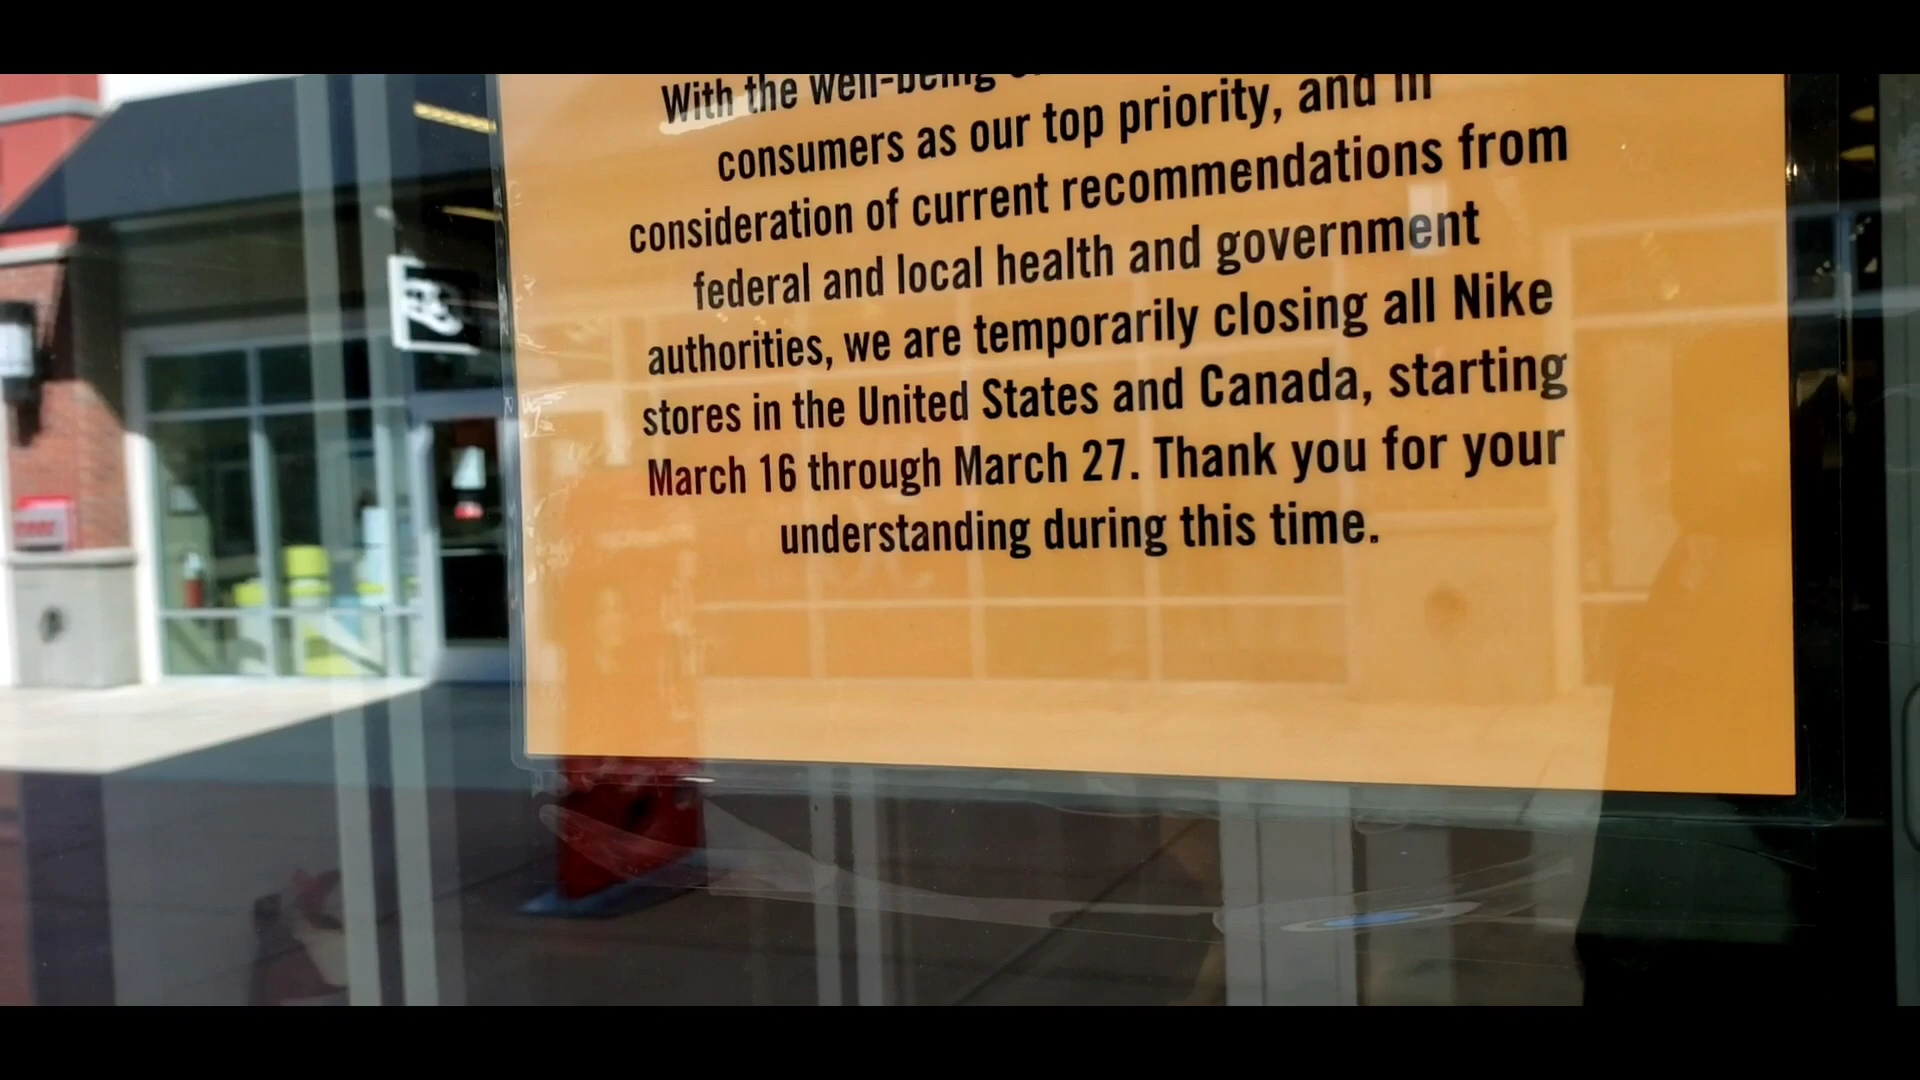 With the well-being
consumers as our top priority, and in
consideration of current recommendations from
federal and local health and government
authorities, we are temporarily closing all Nike
stores in the United States and Canada, starting
March 16 through March 27. Thank you for your
understanding during this time.